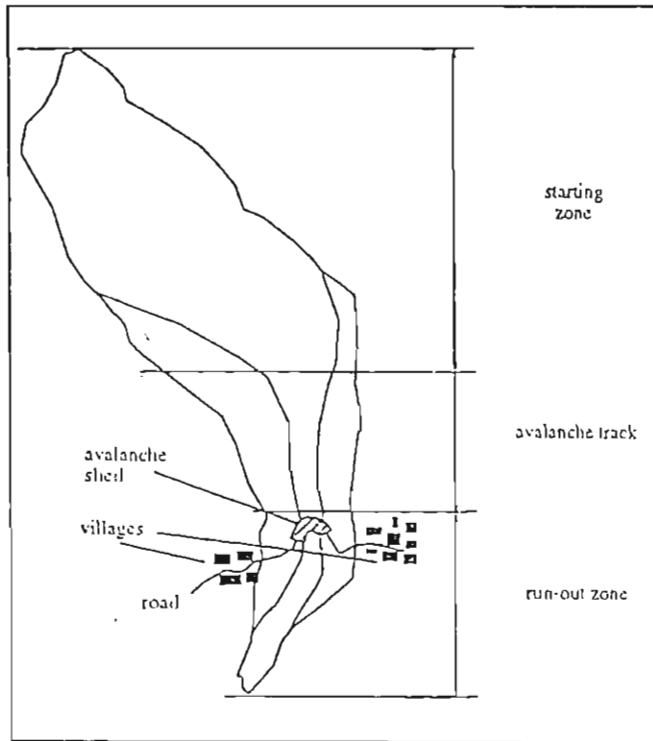 starting
zone
avalanche track
avalanche
shed
villages
road
run-out zone